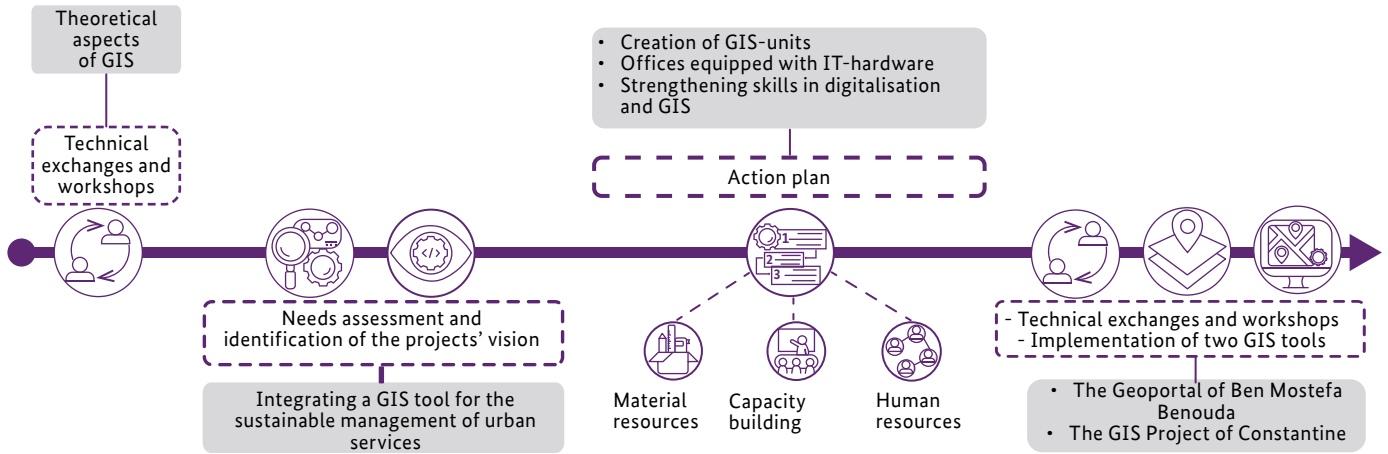 Theoretical
aspects
of GIS
Technical
exchanges and
workshops
Needs assessment and
identification of the projects' vision
Integrating a GIS tool for the
sustainable management of urban
services
• Creation of GIS-units
• Offices equipped with IT-hardware
• Strengthening skills in digitalisation
and GIS
Action plan
1
2
3
Material
resources
Capacity
building
Human
resources
- Technical exchanges and workshops
- Implementation of two GIS tools
• The Geoportal of Ben Mostefa
Benouda
• The GIS Project of Constantine